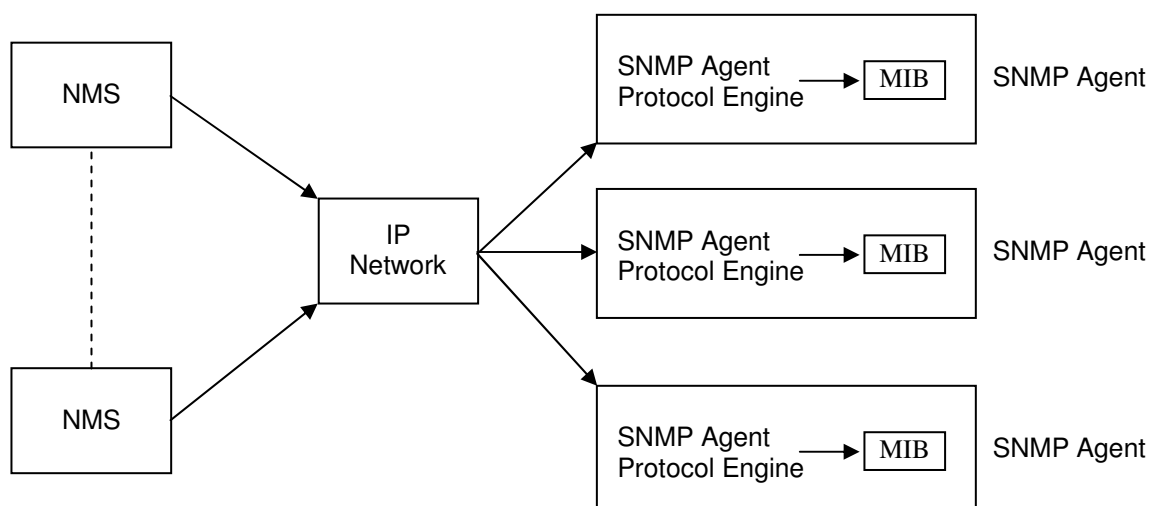 NMS
NMS
IP
Network
SNMP Agent
Protocol Engine
MIB
SNMP Agent
SNMP Agent
Protocol Engine
MIB
SNMP Agent
SNMP Agent
Protocol Engine
MIB
SNMP Agent